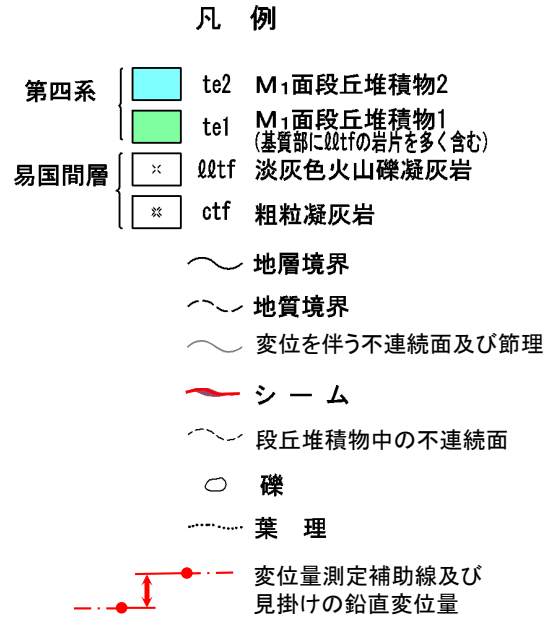 凡 例
第四系
te2 M₁面段丘堆積物2
te1 M₁面段丘堆積物1
(基質部にℓℓtfの岩片を多く含む)
易国間層
ℓℓtf 淡灰色火山礫凝灰岩
ctf 粗粒凝灰岩
地層境界
地質境界
変位を伴う不連続面及び節理
シ ー ム
段丘堆積物中の不連続面
礫
葉 理
変位量測定補助線及び
見掛けの鉛直変位量